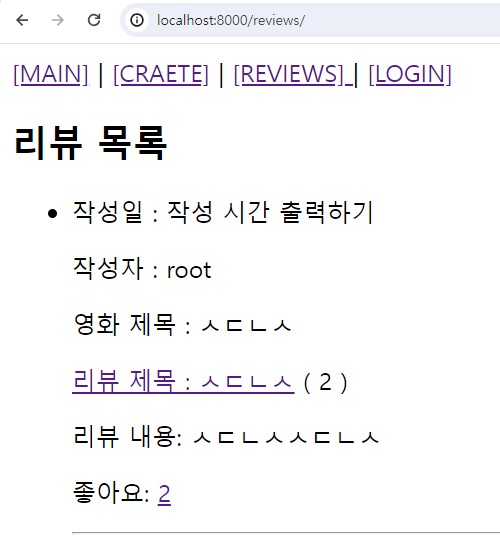 localhost:8000/reviews/
[MAIN] | [CRAETE] | [REVIEWS] | [LOGIN]
리뷰 목록
작성일 : 작성 시간 출력하기
작성자 : root
영화 제목 : ㅅㄷㄴㅅ
리뷰 제목 : ㅅㄷㄴㅅ ( 2 )
리뷰 내용: ㅅㄷㄴㅅㅅㄷㄴㅅ
좋아요: 2